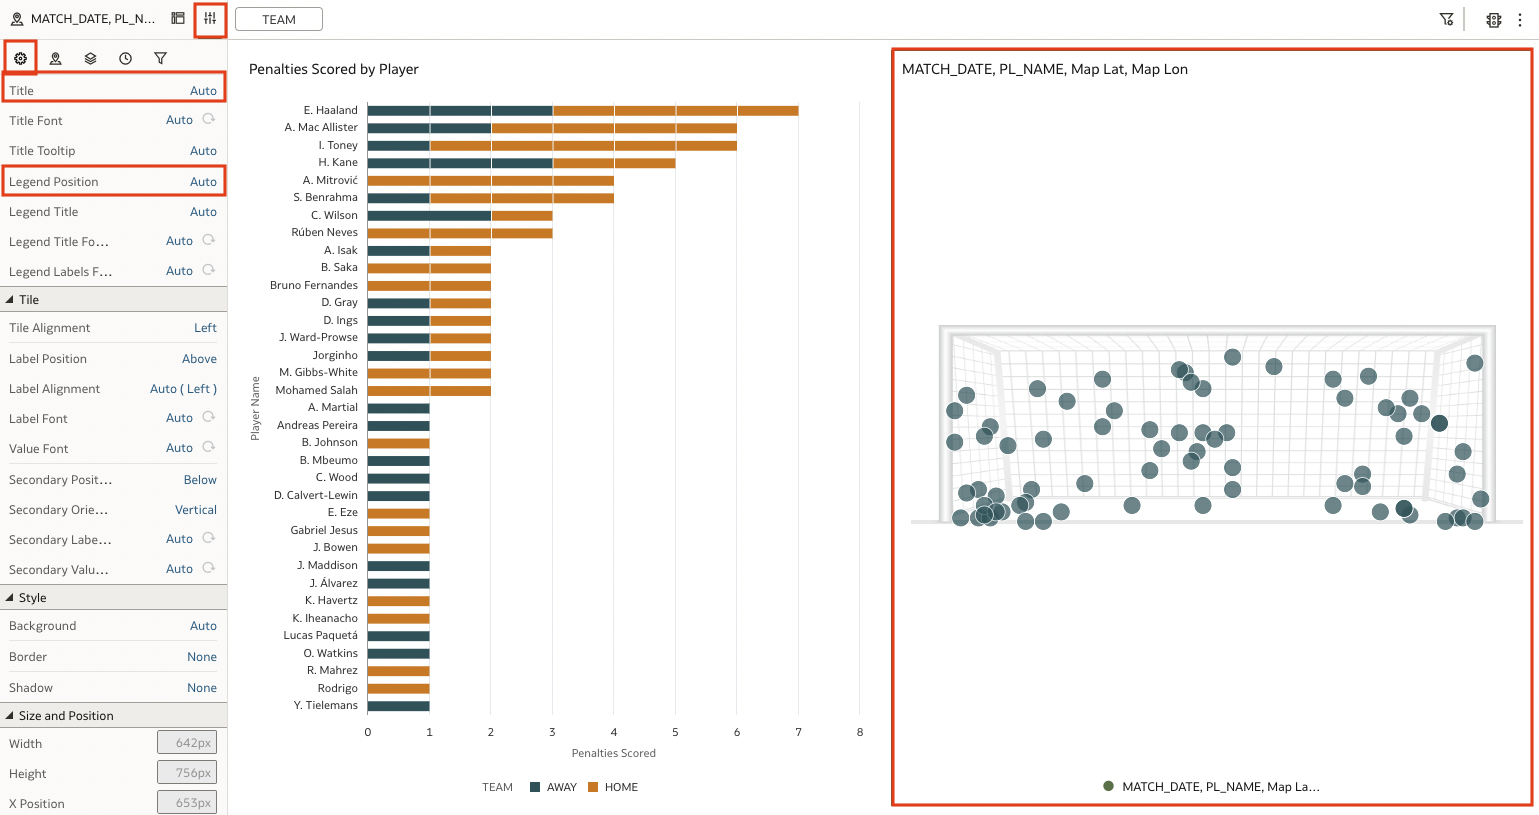 MATCH_DATE, PL_N...
TEAM
Title Auto
Title Font Auto
Title Tooltip Auto
Legend Position Auto
Legend Title Auto
Legend Title Fo... Auto
Legend Labels F... Auto
Tile
Tile Alignment Left
Label Position Above
Label Alignment Auto ( Left )
Label Font Auto
Value Font Auto
Secondary Posit... Below
Secondary Orie... Vertical
Secondary Labe... Auto
Secondary Valu... Auto
Style
Background Auto
Border None
Shadow None
Size and Position
Width 642px
Height 756px
X Position 653px
Penalties Scored by Player
Player Name
E. Haaland
A. Mac Allister
I. Toney
H. Kane
A. Mitrović
S. Benrahma
C. Wilson
Rúben Neves
A. Isak
B. Saka
Bruno Fernandes
D. Gray
D. Ings
J. Ward-Prowse
Jorginho
M. Gibbs-White
Mohamed Salah
A. Martial
Andreas Pereira
B. Johnson
B. Mbeumo
C. Wood
D. Calvert-Lewin
E. Eze
Gabriel Jesus
J. Bowen
J. Maddison
J. Álvarez
K. Havertz
K. Iheanacho
Lucas Paquetá
O. Watkins
R. Mahrez
Rodrigo
Y. Tielemans
0 1 2 3 4 5 6 7 8
Penalties Scored
TEAM AWAY HOME
MATCH_DATE, PL_NAME, Map Lat, Map Lon
MATCH_DATE, PL_NAME, Map La...